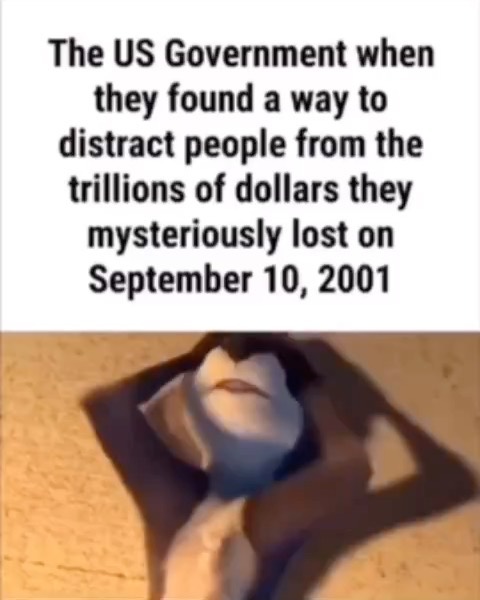 The US Government when
they found a way to
distract people from the
trillions of dollars they
mysteriously lost on
September 10, 2001